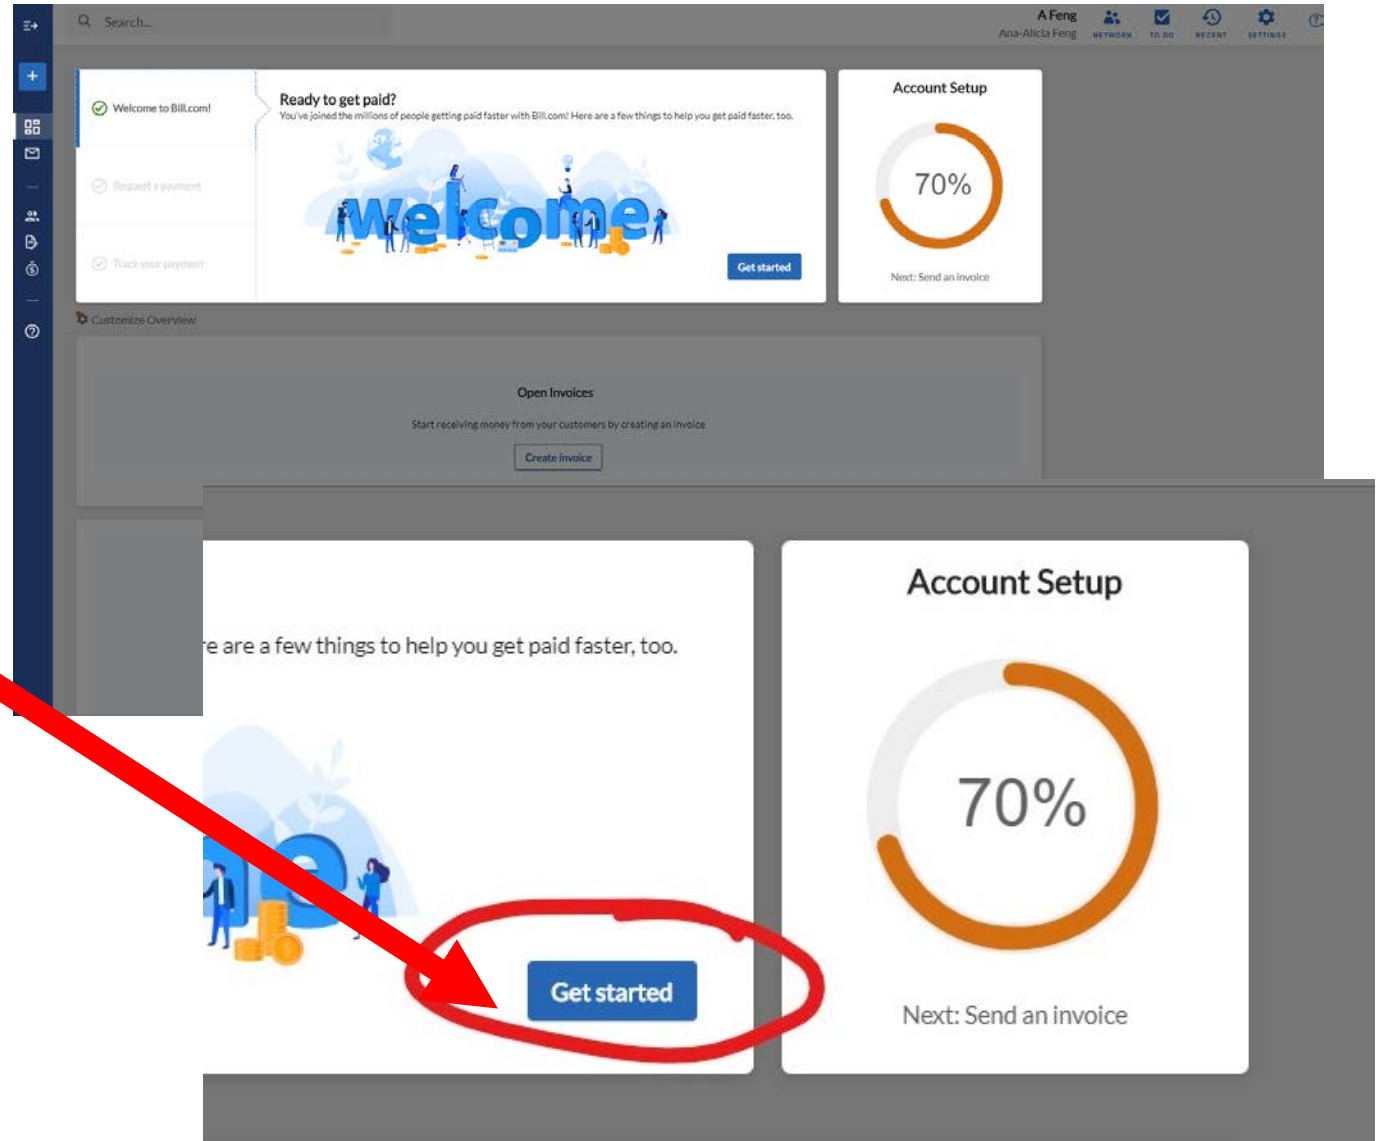 Search...
A Feng
Ana-Alicia Feng
NETWORK
TO DO
RECENT
SETTINGS
Welcome to Bill.com!
Request a payment
Track your payment
Ready to get paid?
You've joined the millions of people getting paid faster with Bill.com! Here are a few things to help you get paid faster, too.
welcome
Get started
Account Setup
70%
Next: Send an invoice
Customize Overview
Open Invoices
Start receiving money from your customers by creating an invoice
Create invoice
re are a few things to help you get paid faster, too.
me
Get started
Account Setup
70%
Next: Send an invoice